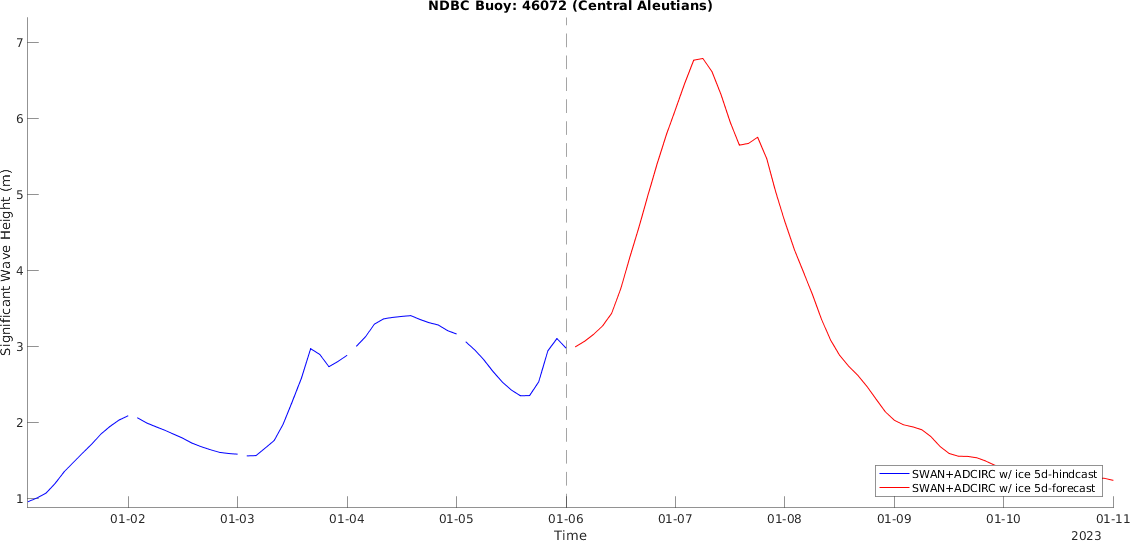 NDBC Buoy: 46072 (Central Aleutians)
Significant Wave Height (m)
7
6
5
4
3
2
1
01-02 01-03 01-04 01-05 01-06 01-07 01-08 01-09 01-10 01-11
Time
2023
SWAN+ADCIRC w/ ice 5d-hindcast
SWAN+ADCIRC w/ ice 5d-forecast